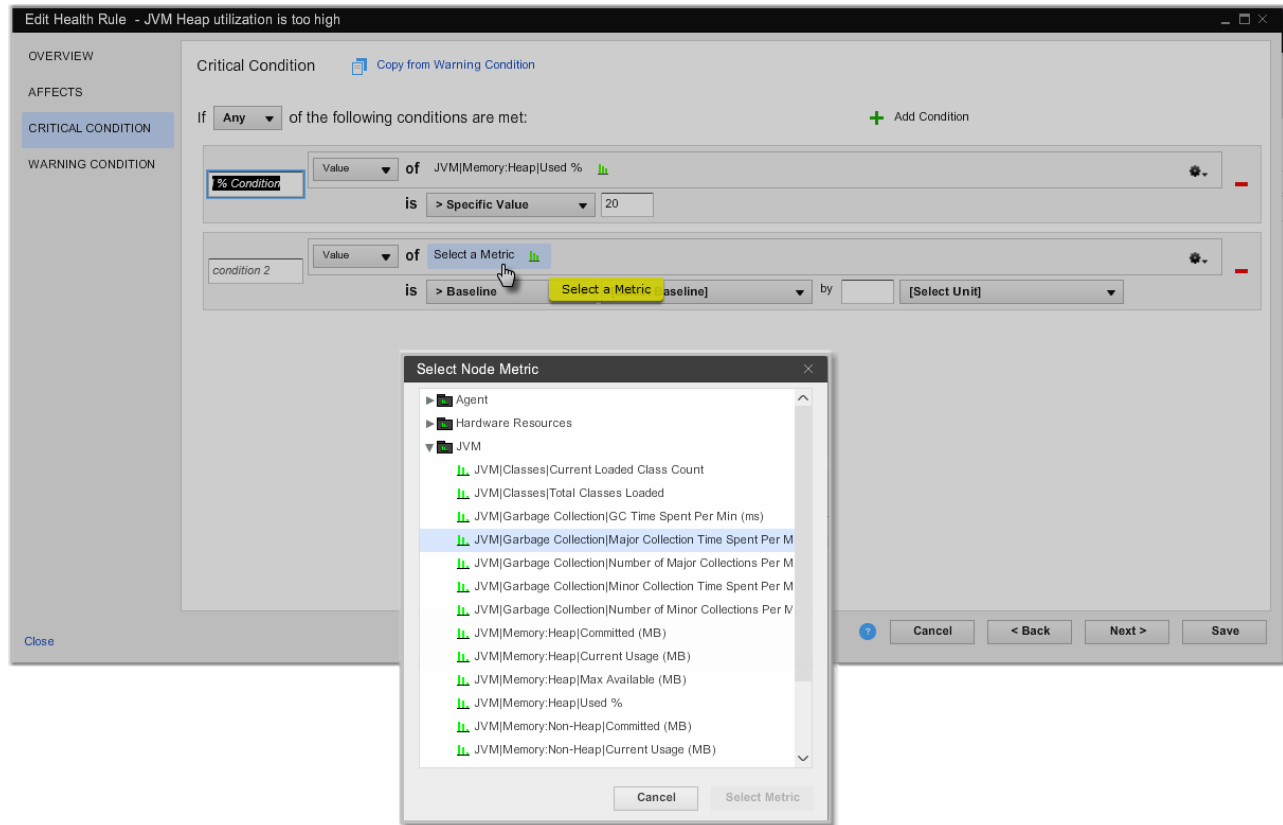 Edit Health Rule - JVM Heap utilization is too high
OVERVIEW
AFFECTS
CRITICAL CONDITION
WARNING CONDITION
Close
Critical Condition Copy from Warning Condition
If Any of the following conditions are met: Add Condition
% Condition
Value of JVM|Memory:Heap|Used %
is > Specific Value 20
condition 2
Value of Select a Metric
is > Baseline Select a Metric aseline] by [Select Unit]
? Cancel < Back Next > Save
Select Node Metric
Agent
Hardware Resources
JVM
JVM|Classes|Current Loaded Class Count
JVM|Classes|Total Classes Loaded
JVM|Garbage Collection|GC Time Spent Per Min (ms)
JVM|Garbage Collection|Major Collection Time Spent Per M
JVM|Garbage Collection|Number of Major Collections Per M
JVM|Garbage Collection|Minor Collection Time Spent Per M
JVM|Garbage Collection|Number of Minor Collections Per M
JVM|Memory:Heap|Committed (MB)
JVM|Memory:Heap|Current Usage (MB)
JVM|Memory:Heap|Max Available (MB)
JVM|Memory:Heap|Used %
JVM|Memory:Non-Heap|Committed (MB)
JVM|Memory:Non-Heap|Current Usage (MB)
Cancel Select Metric